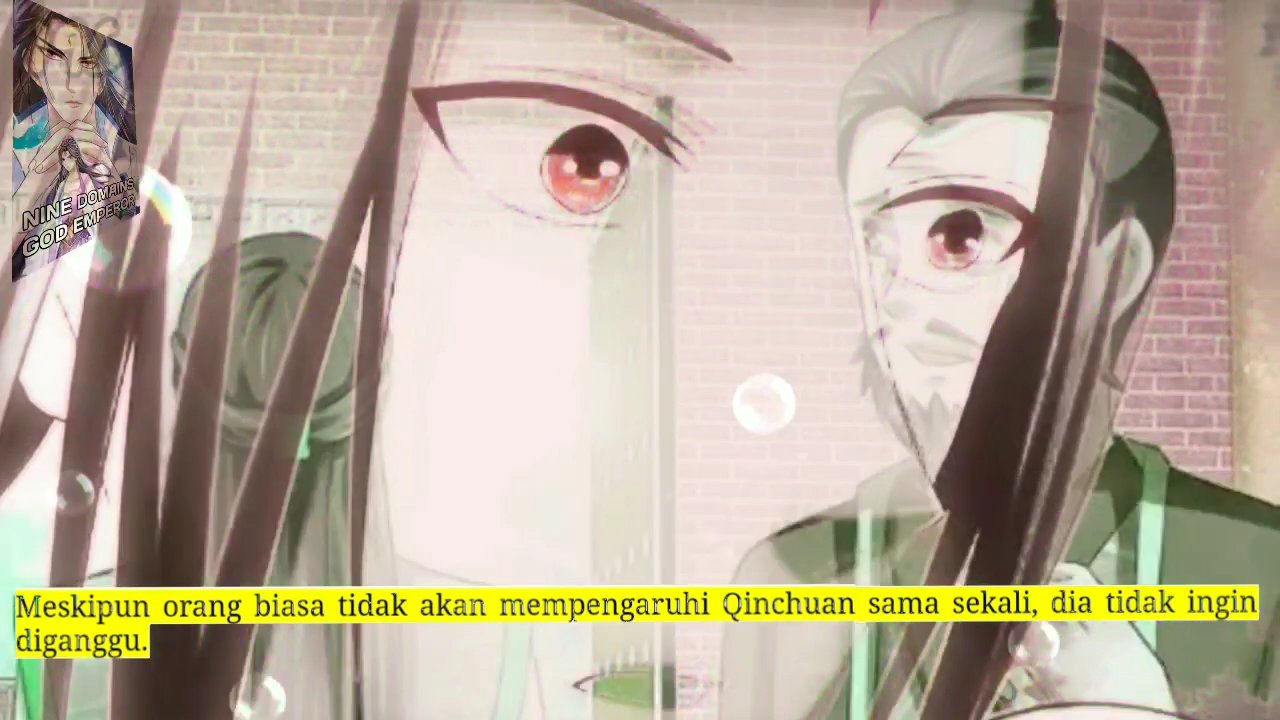 NINE DOMAINS
GOD EMPEROR
Meskipun orang biasa tidak akan mempengaruhi Qinchuan sama sekali, dia tidak ingin
diganggu.